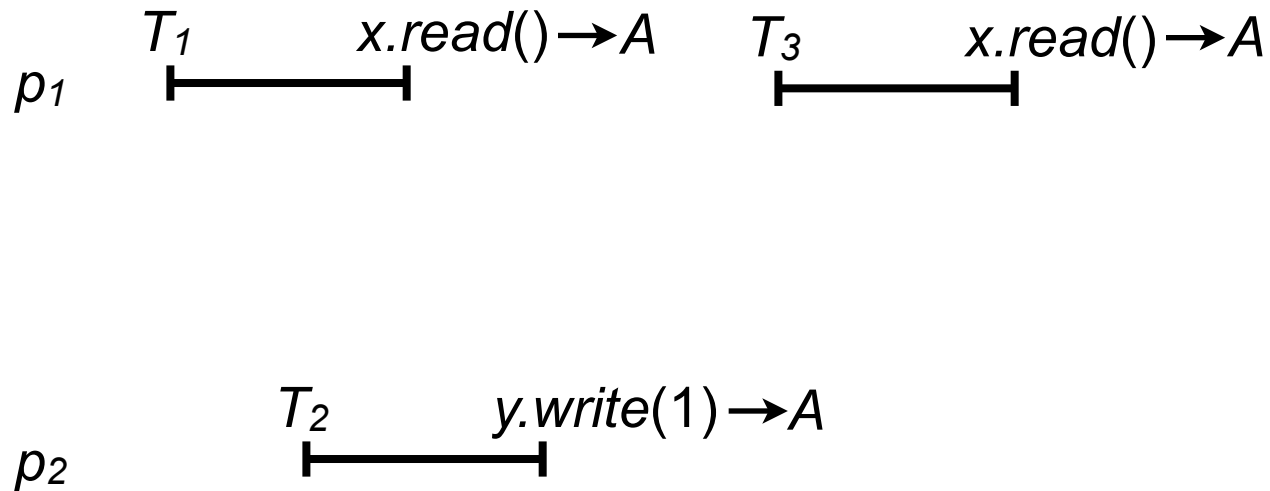 T₁ x.read() → A T₃ x.read() → A
p₁
T₂ y.write(1) → A
p₂